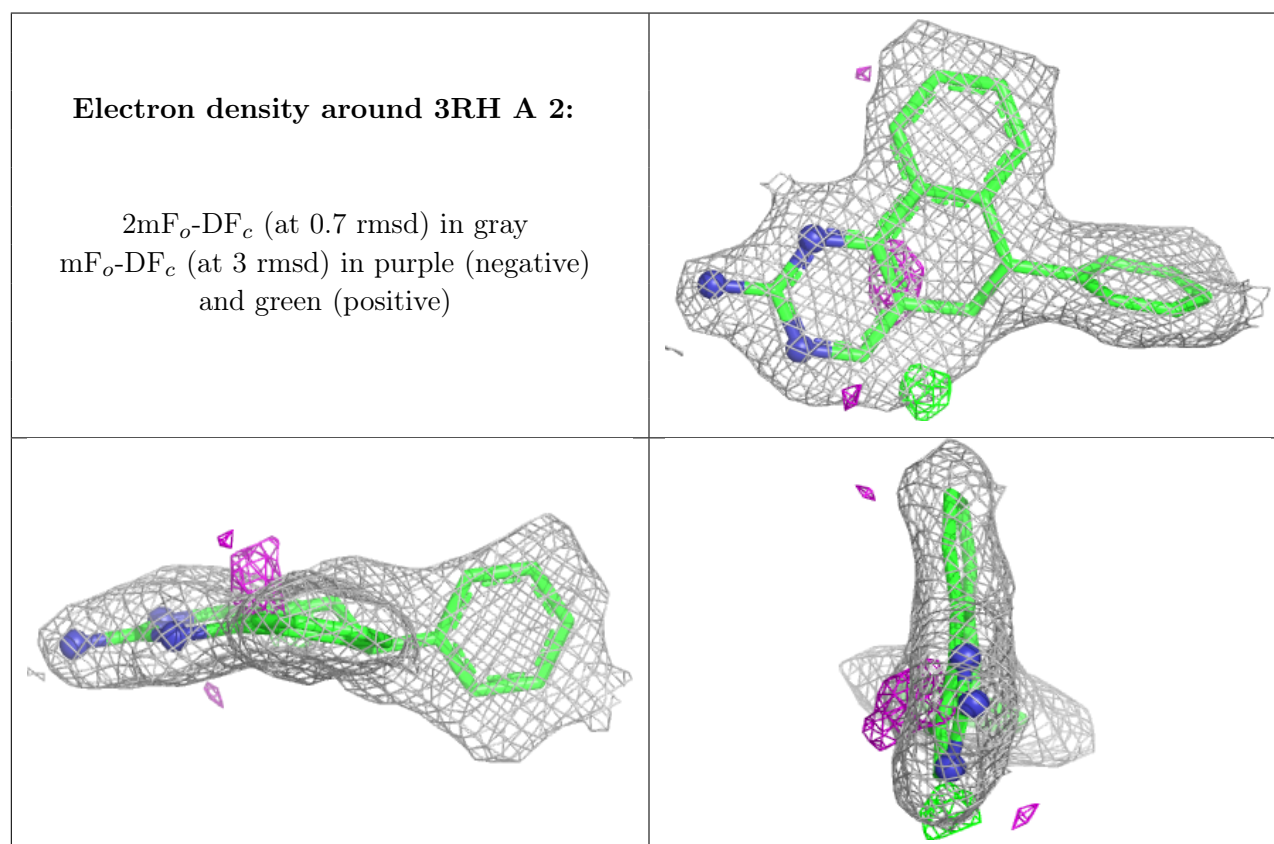 Electron density around 3RH A 2:
2mFₒ-DF𝒸 (at 0.7 rmsd) in gray
mFₒ-DF𝒸 (at 3 rmsd) in purple (negative)
and green (positive)